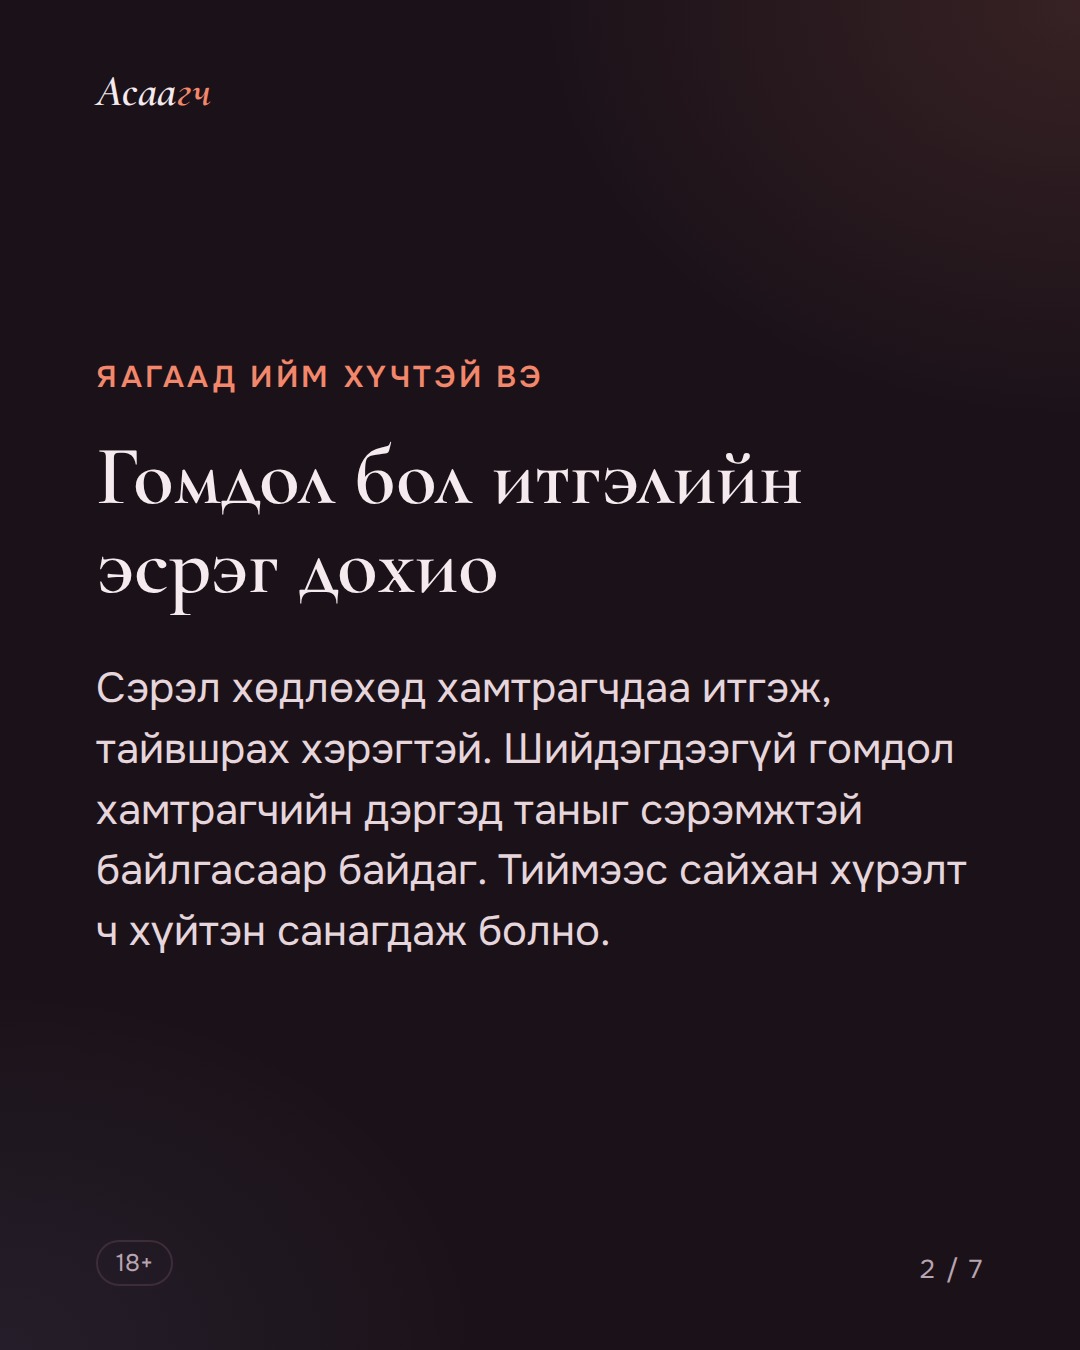 Асаагч
ЯАГААД ИЙМ ХҮЧТЭЙ ВЭ
Гомдол бол итгэлийн
эсрэг дохио
Сэрэл хөдлөхөд хамтрагчдаа итгэж,
тайвшрах хэрэгтэй. Шийдэгдээгүй гомдол
хамтрагчийн дэргэд таныг сэрэмжтэй
байлгасаар байдаг. Тиймээс сайхан хүрэлт
ч хүйтэн санагдаж болно.
18+
2 / 7